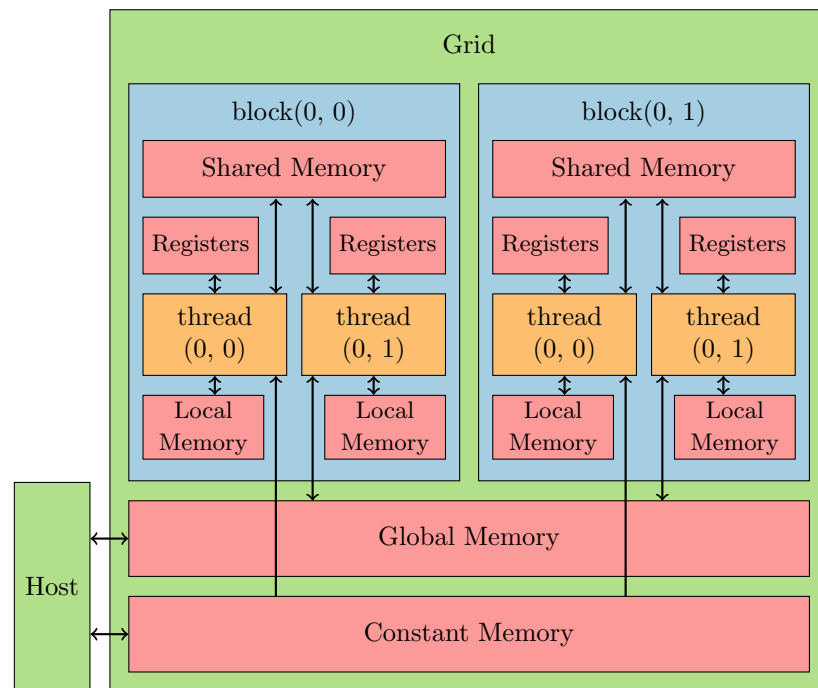 Grid
block(0, 0)
Shared Memory
Registers
Registers
thread
(0, 0)
thread
(0, 1)
Local
Memory
Local
Memory
block(0, 1)
Shared Memory
Registers
Registers
thread
(0, 0)
thread
(0, 1)
Local
Memory
Local
Memory
Global Memory
Host
Constant Memory